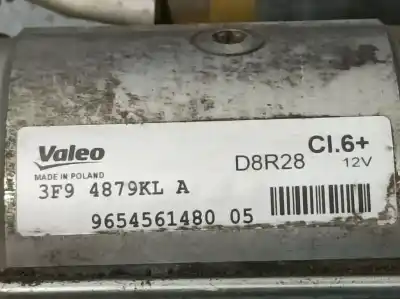 Valeo
MADE IN POLAND
D8R28
Cl.6+
12V
3F9 4879KL A
9654561480 05